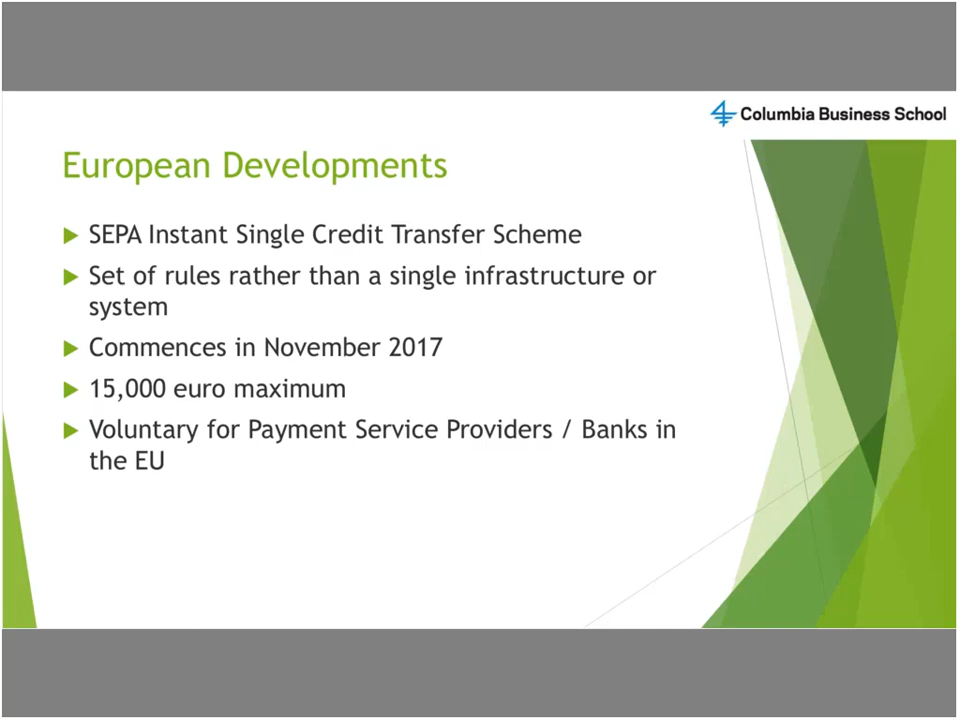 Columbia Business School
European Developments
SEPA Instant Single Credit Transfer Scheme
Set of rules rather than a single infrastructure or
system
Commences in November 2017
15,000 euro maximum
Voluntary for Payment Service Providers / Banks in
the EU